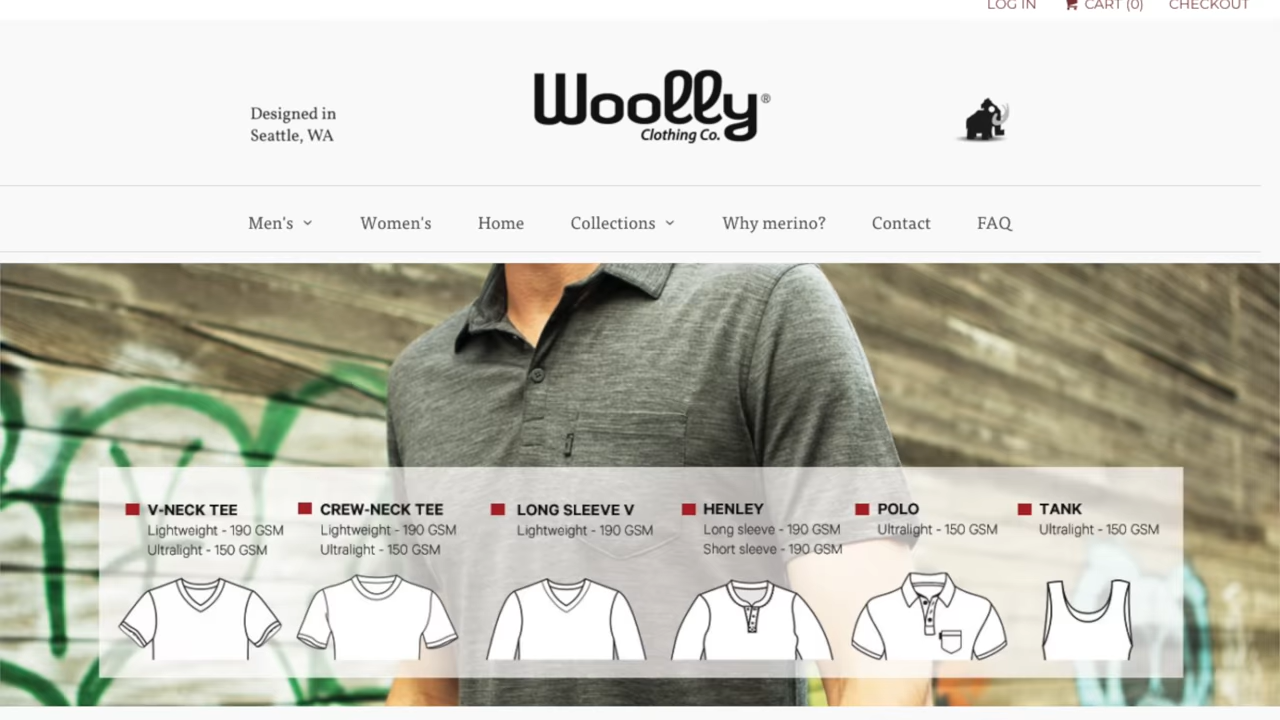 LOG IN CART (0) CHECKOUT
Designed in
Seattle, WA
Woolly®
Clothing Co.
Men's Women's Home Collections Why merino? Contact FAQ
V-NECK TEE
Lightweight - 190 GSM
Ultralight - 150 GSM
CREW-NECK TEE
Lightweight - 190 GSM
Ultralight - 150 GSM
LONG SLEEVE V
Lightweight - 190 GSM
HENLEY
Long sleeve - 190 GSM
Short sleeve - 190 GSM
POLO
Ultralight - 150 GSM
TANK
Ultralight - 150 GSM